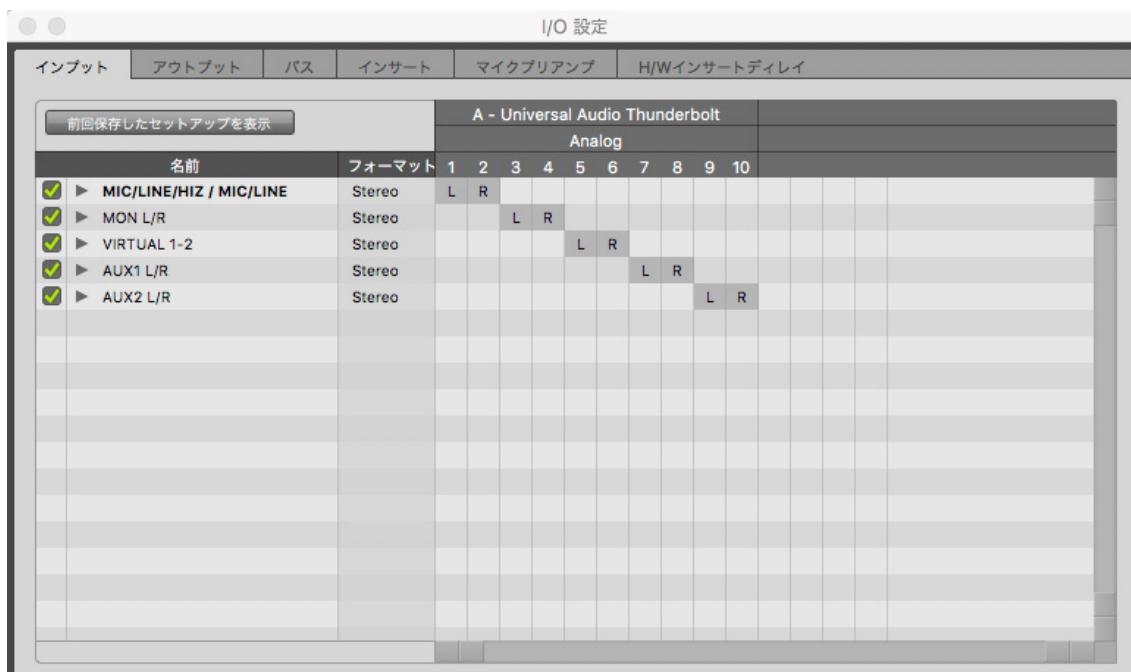 I/O 設定
インプット アウトプット バス インサート マイクプリアンプ H/Wインサートディレイ
前回保存したセットアップを表示
A - Universal Audio Thunderbolt
Analog
名前 フォーマット 1 2 3 4 5 6 7 8 9 10
MIC/LINE/HIZ / MIC/LINE Stereo L R
MON L/R Stereo L R
VIRTUAL 1-2 Stereo L R
AUX1 L/R Stereo L R
AUX2 L/R Stereo L R